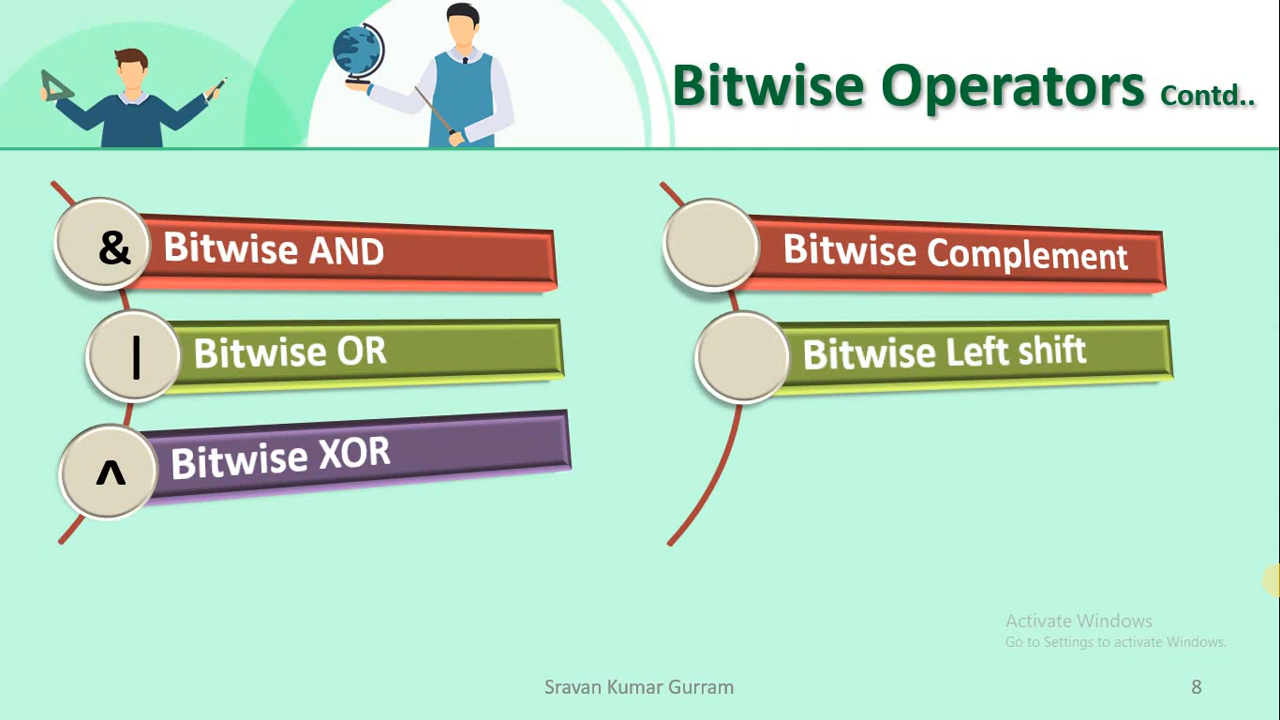 Bitwise Operators Contd..
& Bitwise AND
| Bitwise OR
^ Bitwise XOR
Bitwise Complement
Bitwise Left shift
Activate Windows
Go to Settings to activate Windows.
Sravan Kumar Gurram
8